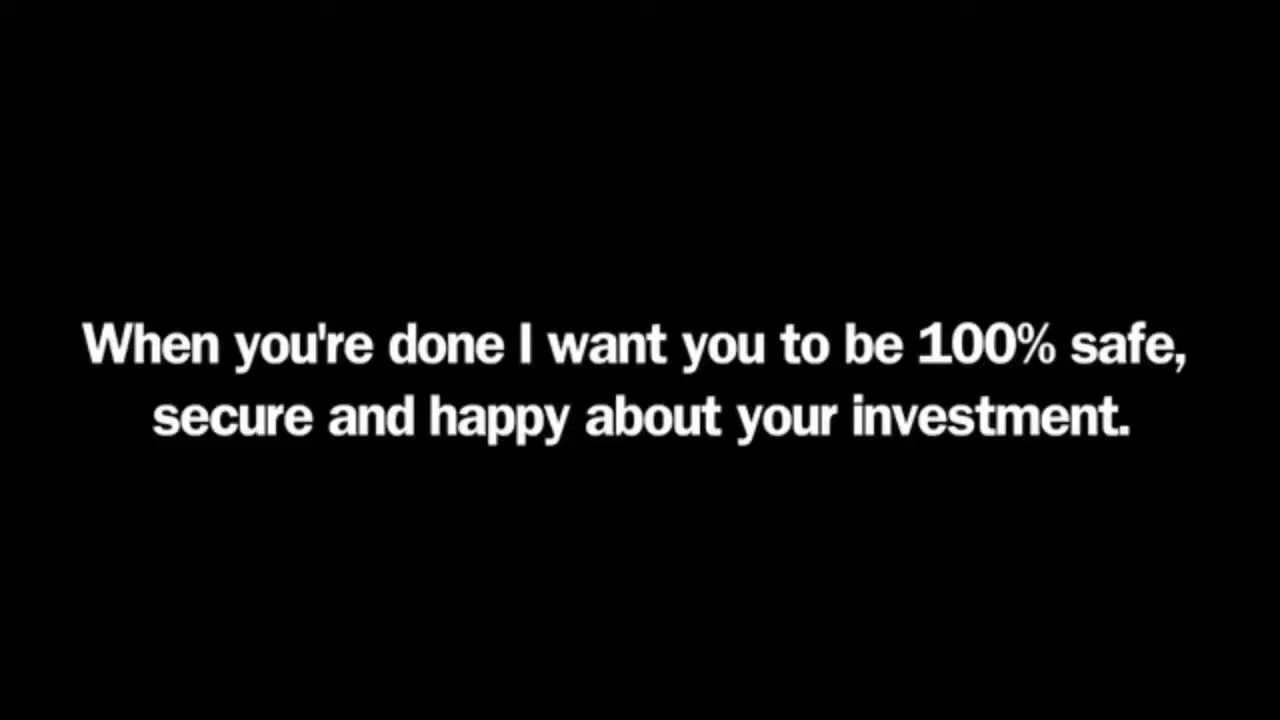 When you're done I want you to be 100% safe,
secure and happy about your investment.